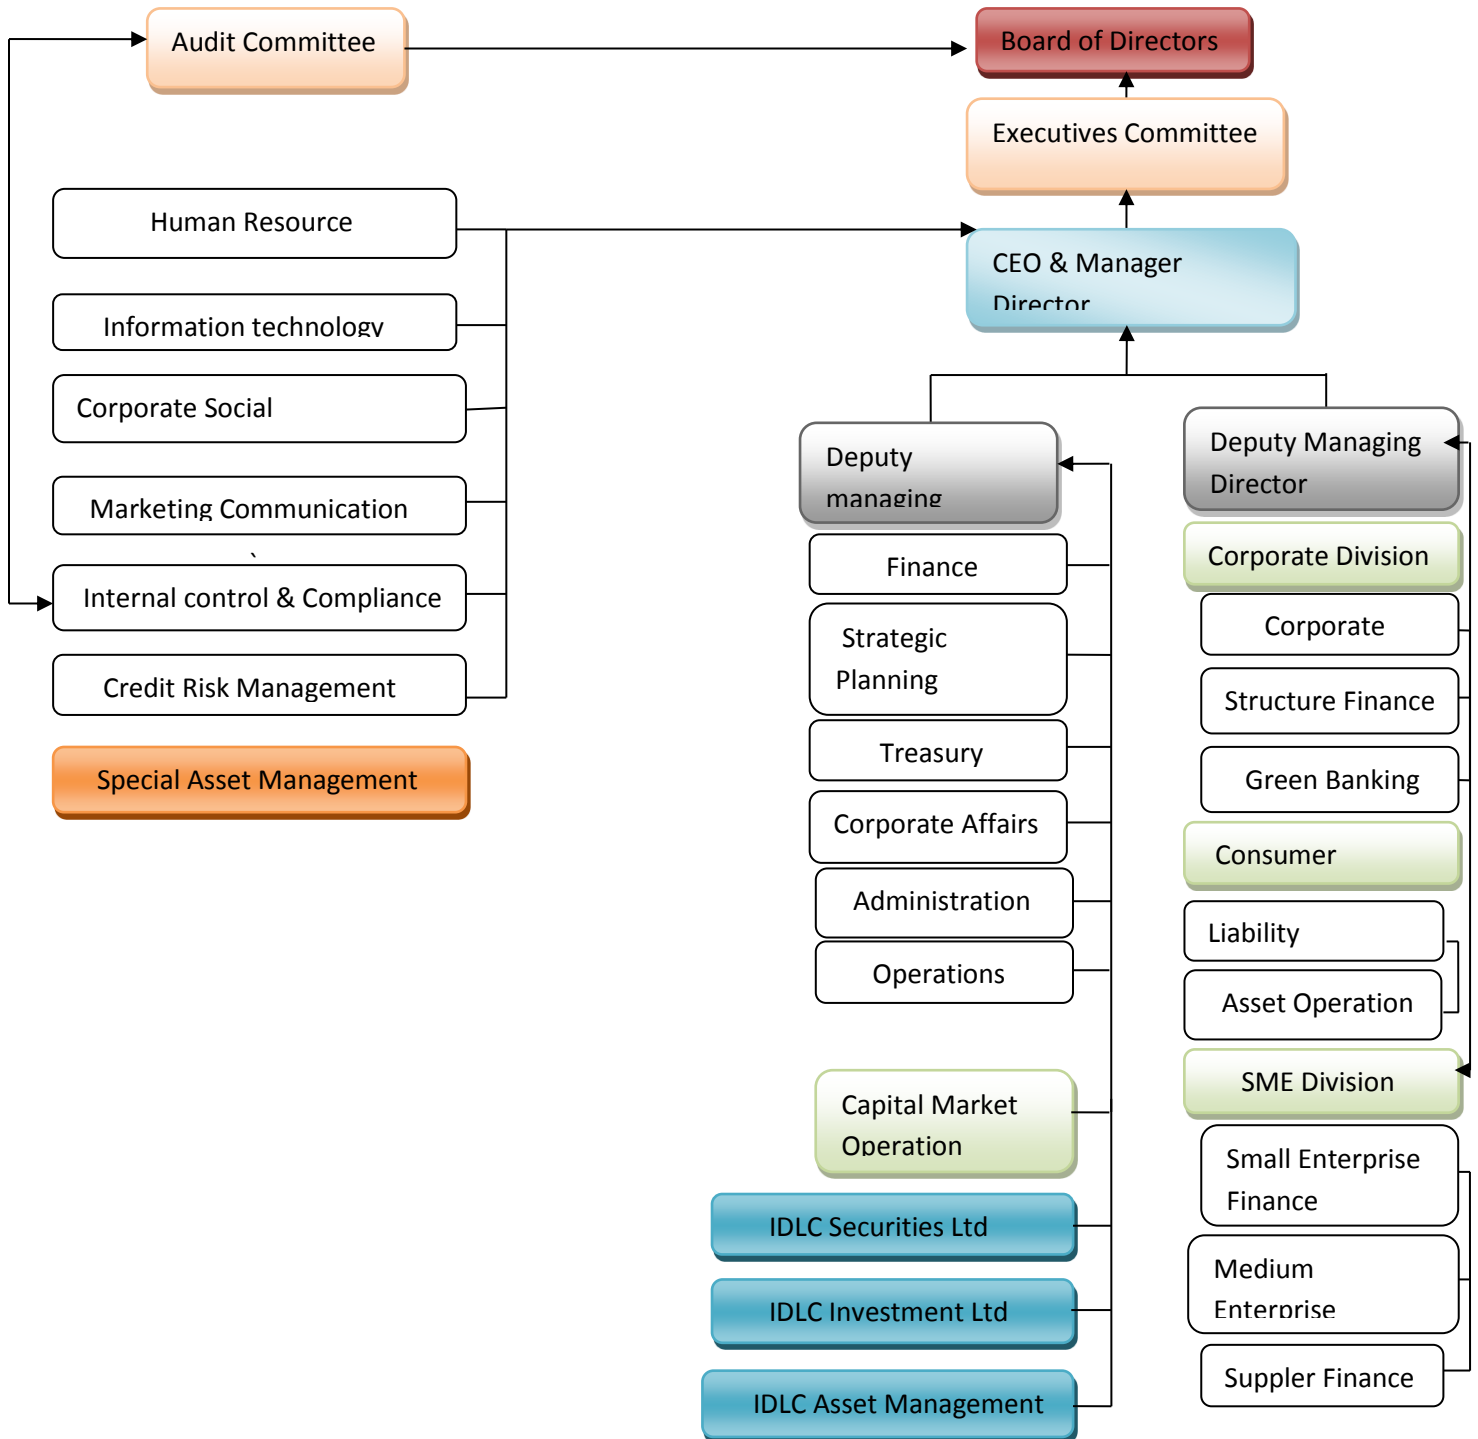 Audit Committee
Board of Directors
Executives Committee
Human Resource
CEO & Manager
Director
Information technology
Corporate Social
Marketing Communication
`
Internal control & Compliance
Credit Risk Management
Special Asset Management
Deputy
managing
Finance
Strategic
Planning
Treasury
Corporate Affairs
Administration
Operations
Capital Market
Operation
IDLC Securities Ltd
IDLC Investment Ltd
IDLC Asset Management
Deputy Managing
Director
Corporate Division
Corporate
Structure Finance
Green Banking
Consumer
Liability
Asset Operation
SME Division
Small Enterprise
Finance
Medium
Enterprise
Suppler Finance